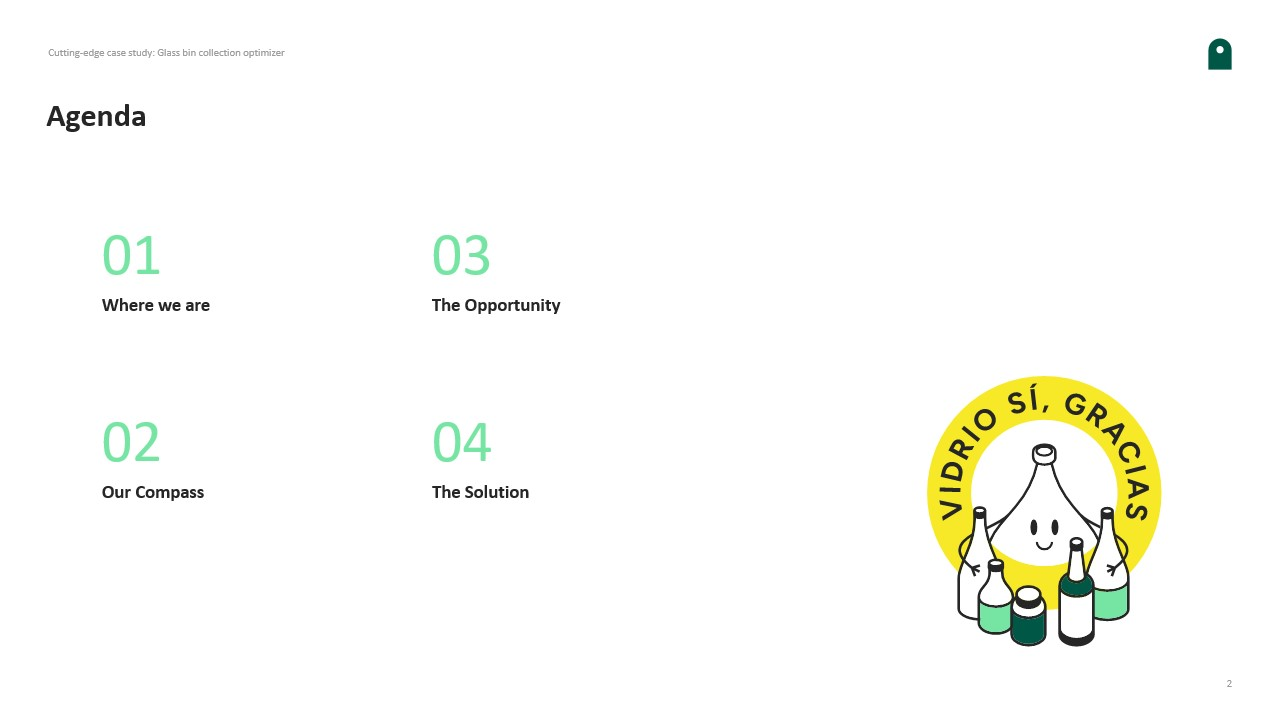 Cutting-edge case study: Glass bin collection optimizer
Agenda
01
Where we are
02
Our Compass
03
The Opportunity
04
The Solution
VIDRIO SÍ, GRACIAS
2